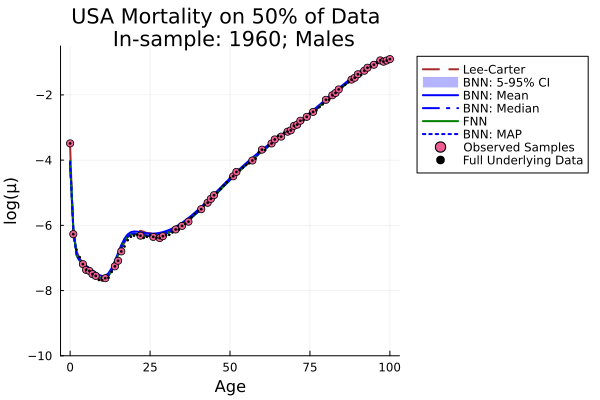 USA Mortality on 50% of Data
In-sample: 1960; Males
log(μ)
−2
−4
−6
−8
−10
0
25
50
75
100
Age
Lee-Carter
BNN: 5-95% CI
BNN: Mean
BNN: Median
FNN
BNN: MAP
Observed Samples
Full Underlying Data